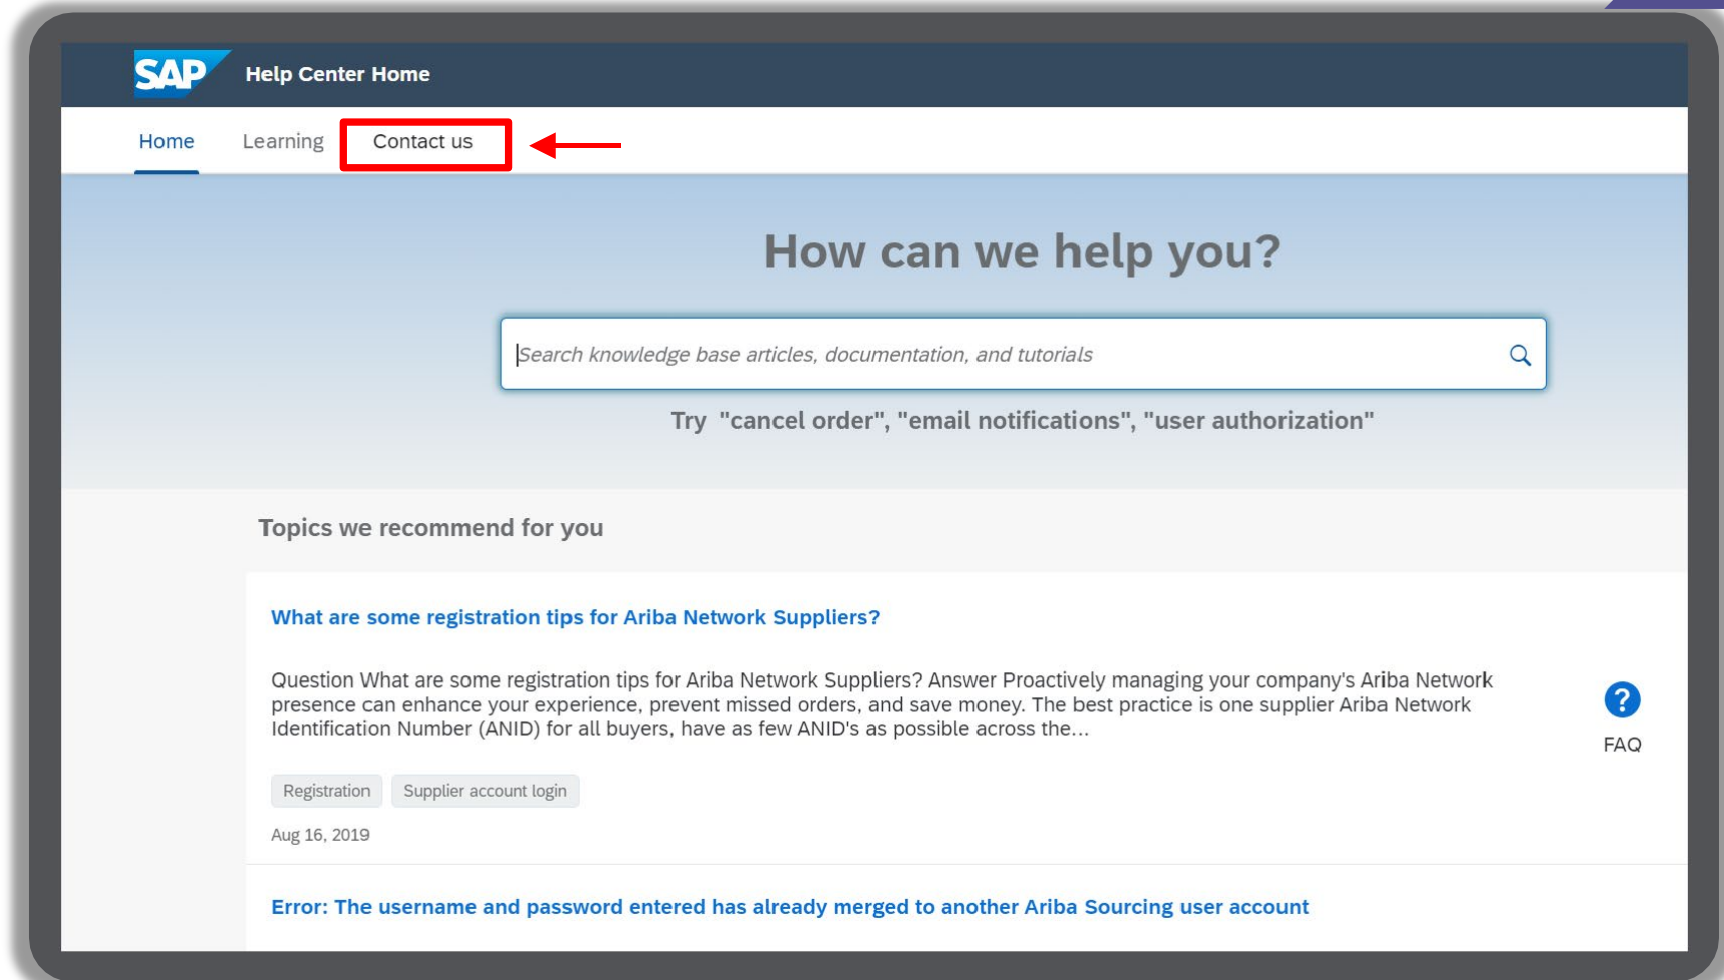 SAP Help Center Home
Home Learning Contact us
How can we help you?
Search knowledge base articles, documentation, and tutorials
Try "cancel order", "email notifications", "user authorization"
Topics we recommend for you
What are some registration tips for Ariba Network Suppliers?
Question What are some registration tips for Ariba Network Suppliers? Answer Proactively managing your company's Ariba Network
presence can enhance your experience, prevent missed orders, and save money. The best practice is one supplier Ariba Network
Identification Number (ANID) for all buyers, have as few ANID's as possible across the...
FAQ
Registration Supplier account login
Aug 16, 2019
Error: The username and password entered has already merged to another Ariba Sourcing user account